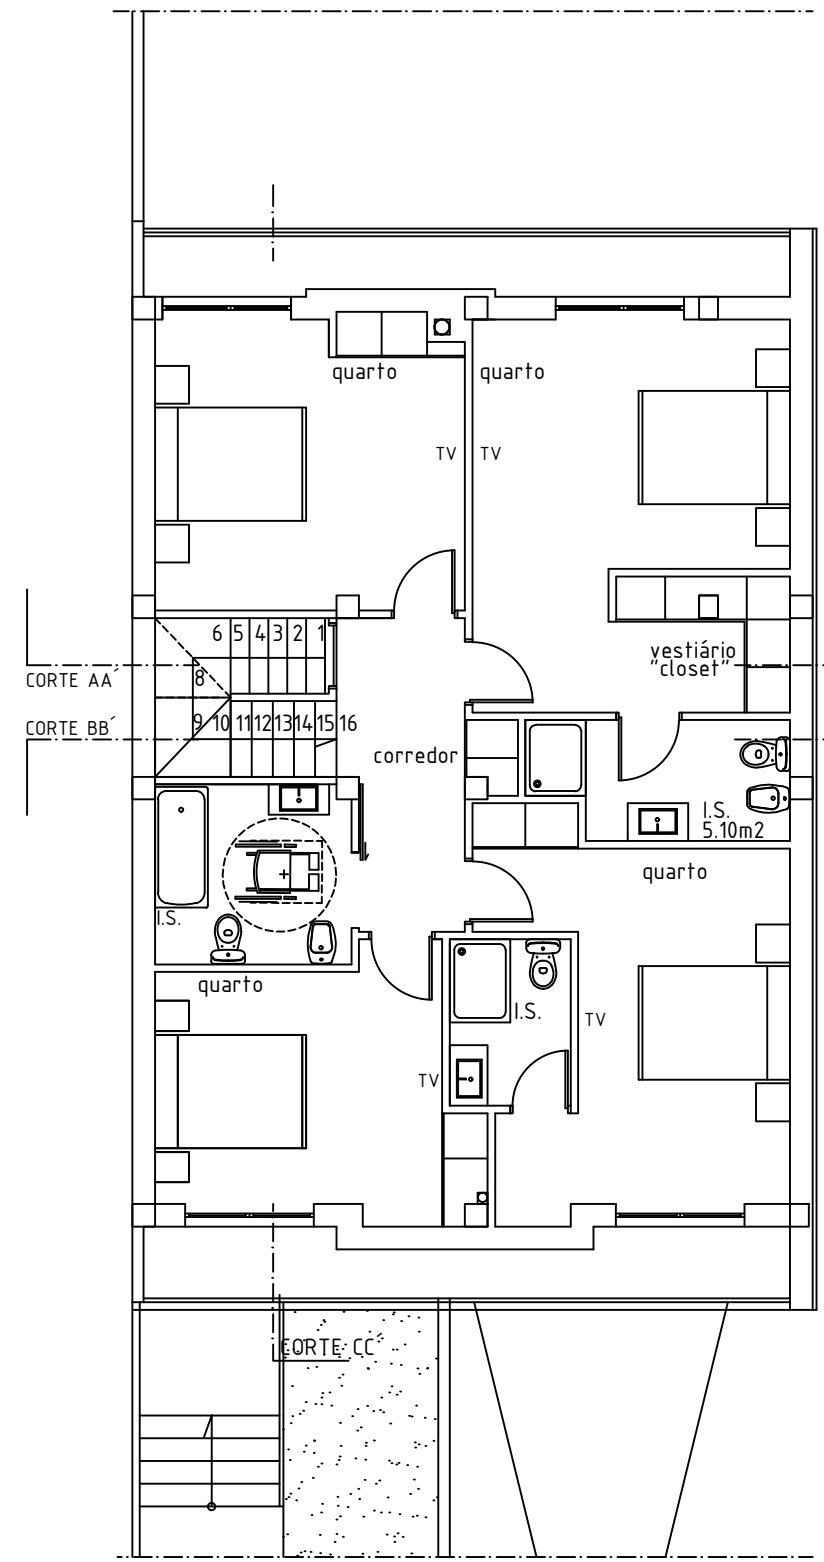 quarto
quarto
TV
TV
6 5 4 3 2 1
vestiário
"closet"
8
CORTE AA´
9 10 11 12 13 14 15 16
CORTE BB´
corredor
I.S.
5.10m2
quarto
I.S.
quarto
I.S.
TV
TV
CORTE CC´